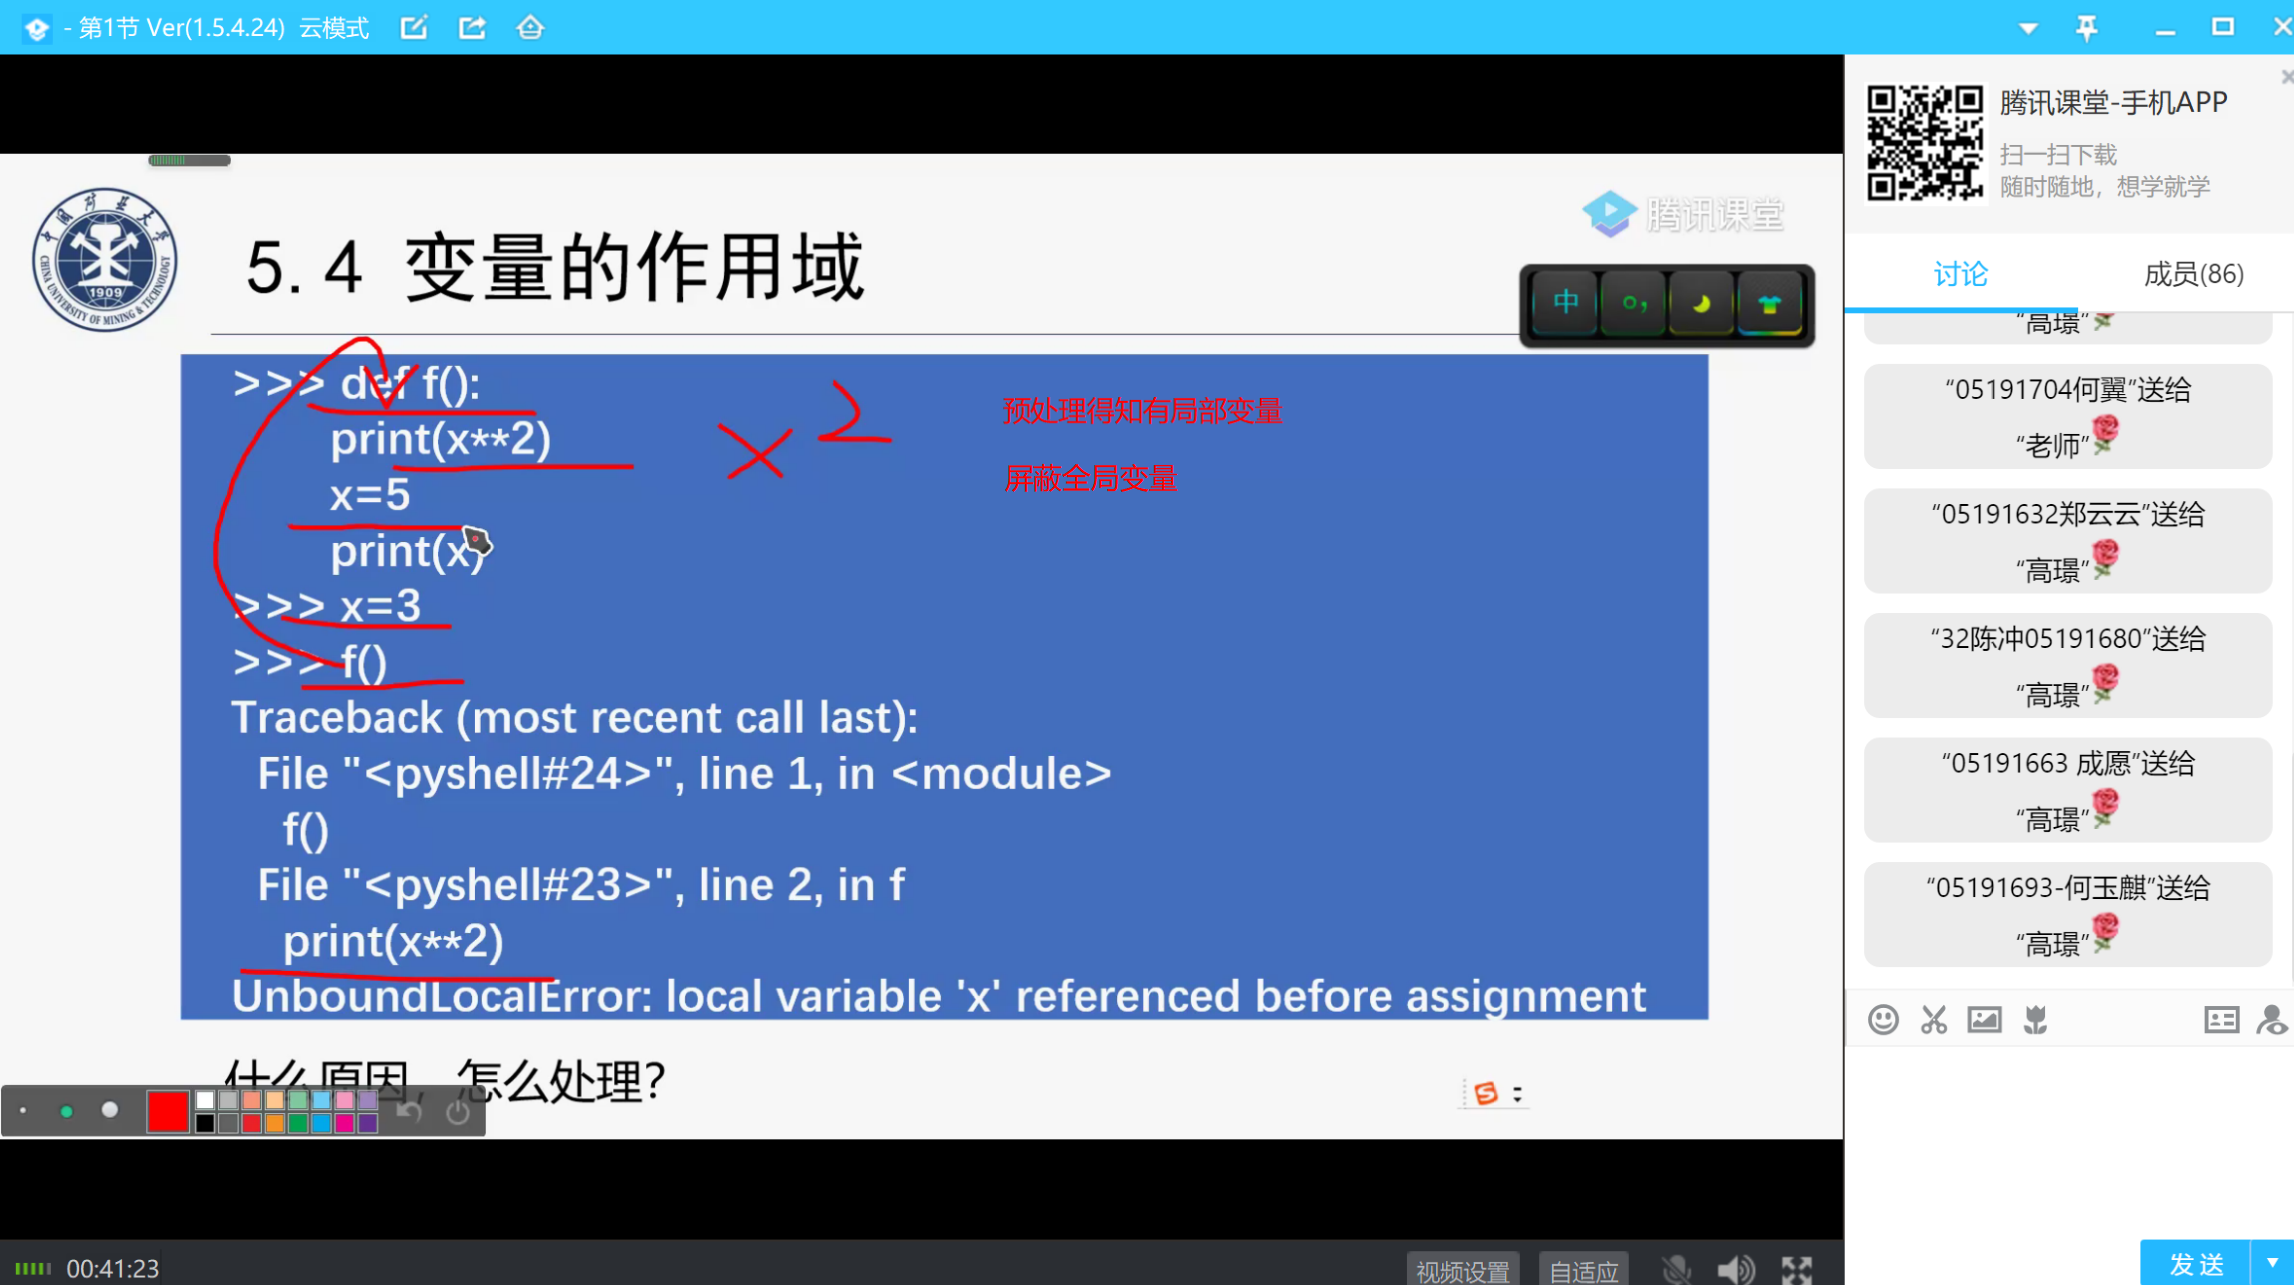 - 第1节 Ver(1.5.4.24) 云模式
腾讯课堂-手机APP
扫一扫下载
随时随地，想学就学
讨论
成员(86)
CHINA UNIVERSITY OF MINING & TECHNOLOGY
1909
5.4 变量的作用域
腾讯课堂
中
>>> def f():
print(x**2)
x=5
print(x)
>>> x=3
>>> f()
Traceback (most recent call last):
File "<pyshell#24>", line 1, in <module>
f()
File "<pyshell#23>", line 2, in f
print(x**2)
UnboundLocalError: local variable 'x' referenced before assignment
x 2
预处理得知有局部变量
屏蔽全局变量
什么原因，怎么处理?
“高璟”
“05191704何翼”送给
“老师”
“05191632郑云云”送给
“高璟”
“32陈冲05191680”送给
“高璟”
“05191663 成愿”送给
“高璟”
“05191693-何玉麒”送给
“高璟”
00:41:23
视频设置
自适应
发送